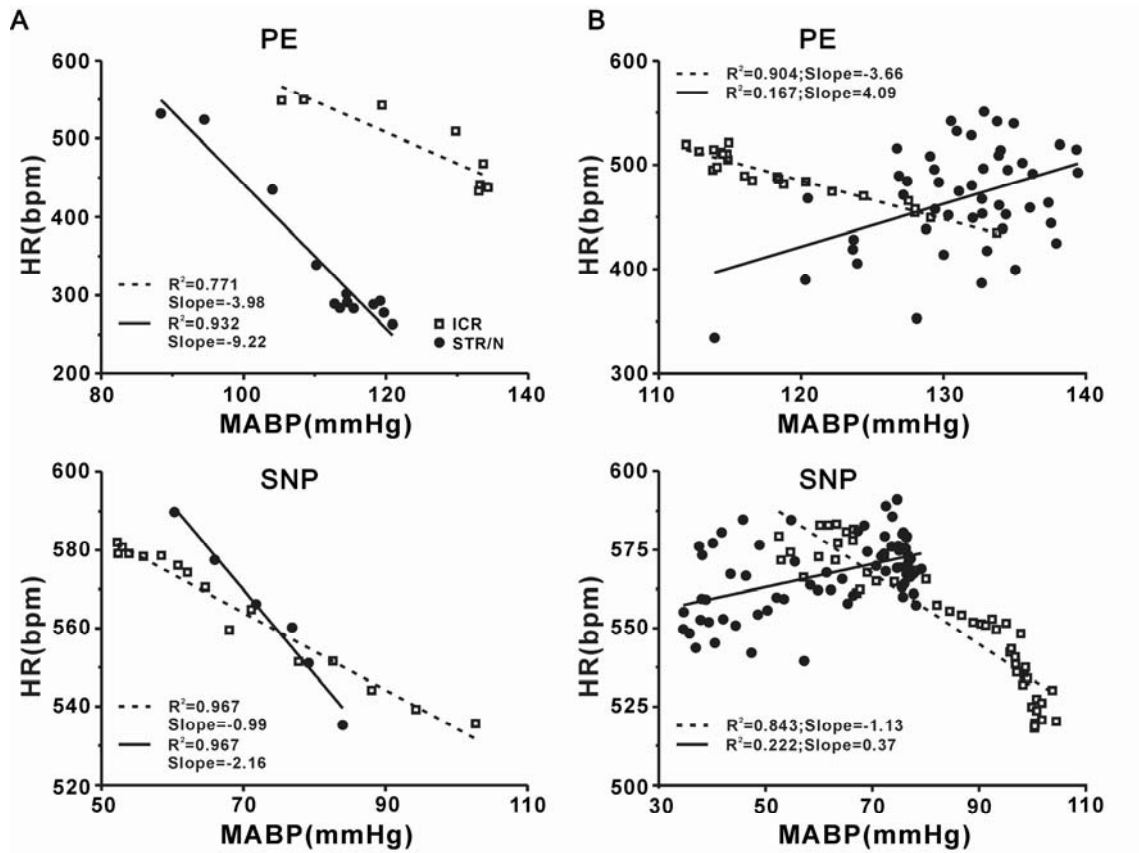 A
PE
600
500
400
300
200
HR(bpm)
R²=0.771
Slope=-3.98
R²=0.932
Slope=-9.22
ICR
STR/N
80
100
120
140
MABP(mmHg)
B
PE
600
500
400
300
HR(bpm)
R²=0.904;Slope=-3.66
R²=0.167;Slope=4.09
110
120
130
140
MABP(mmHg)
SNP
600
580
560
540
520
HR(bpm)
R²=0.967
Slope=-0.99
R²=0.967
Slope=-2.16
50
70
90
110
MABP(mmHg)
SNP
600
575
550
525
500
HR(bpm)
R²=0.843;Slope=-1.13
R²=0.222;Slope=0.37
30
50
70
90
110
MABP(mmHg)